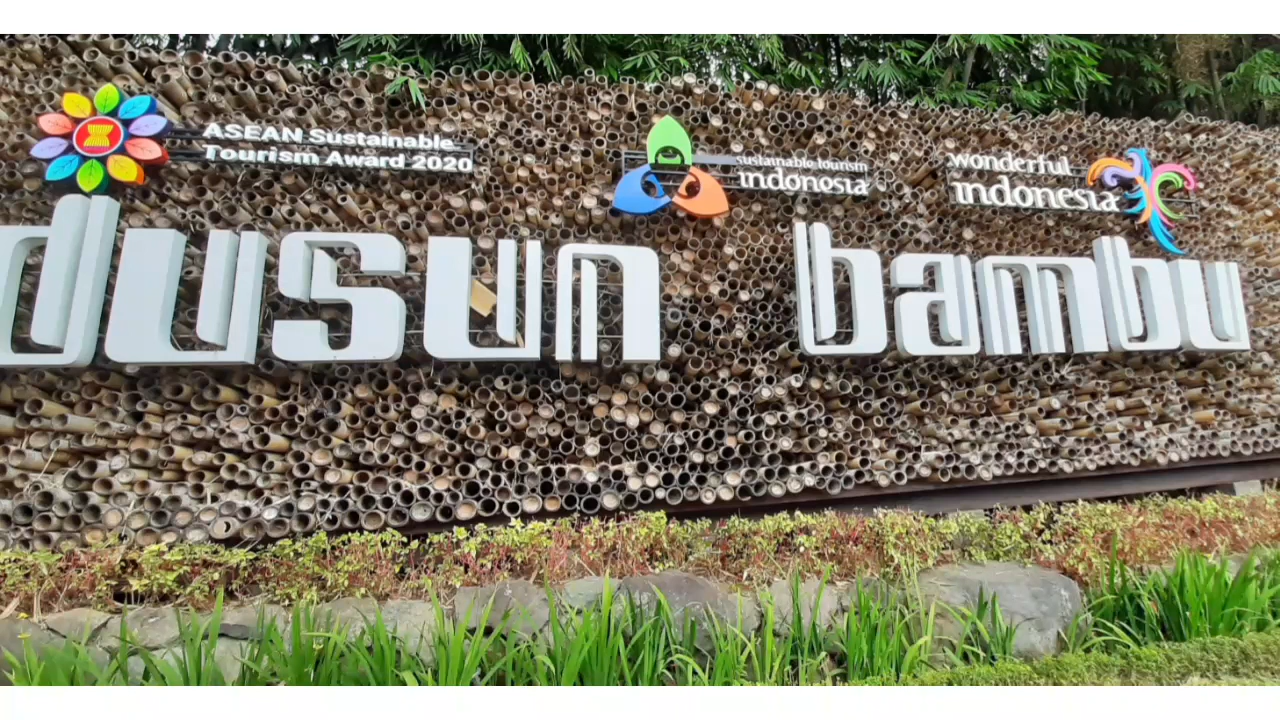 ASEAN Sustainable
Tourism Award 2020
sustainable tourism
indonesia
wonderful
indonesia
dusun bambu